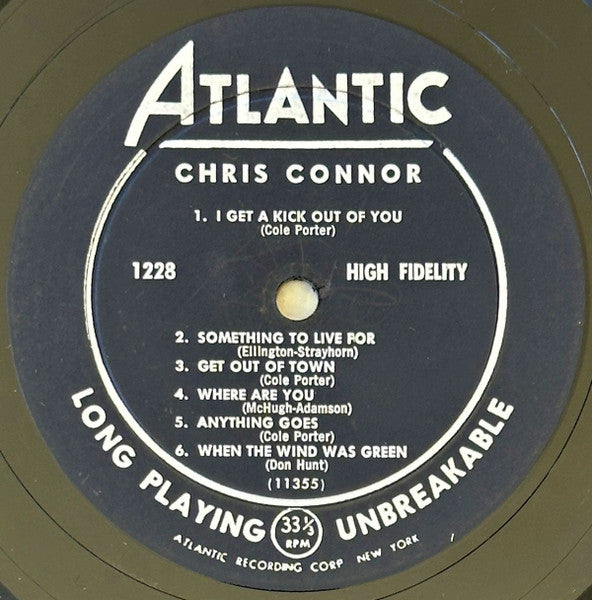 ATLANTIC
CHRIS CONNOR
1. I GET A KICK OUT OF YOU
(Cole Porter)
1228
HIGH FIDELITY
2. SOMETHING TO LIVE FOR
(Ellington-Strayhorn)
3. GET OUT OF TOWN
(Cole Porter)
4. WHERE ARE YOU
(McHugh-Adamson)
5. ANYTHING GOES
(Cole Porter)
6. WHEN THE WIND WAS GREEN
(Don Hunt)
(11355)
LONG PLAYING 33⅓ RPM UNBREAKABLE
ATLANTIC RECORDING CORP NEW YORK